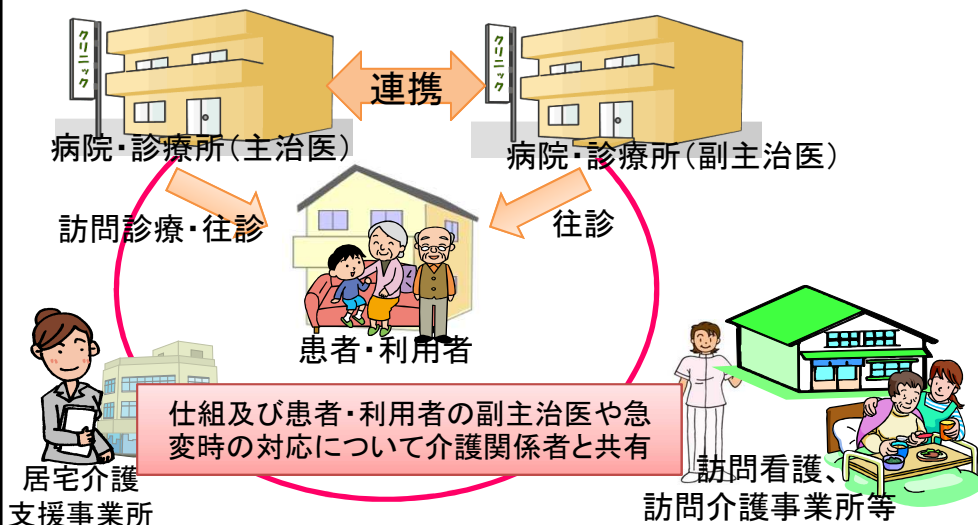 クリニック
クリニック
連携
病院・診療所(主治医)
病院・診療所(副主治医)
訪問診療・往診
往診
患者・利用者
仕組及び患者・利用者の副主治医や急
変時の対応について介護関係者と共有
居宅介護
支援事業所
訪問看護、
訪問介護事業所等